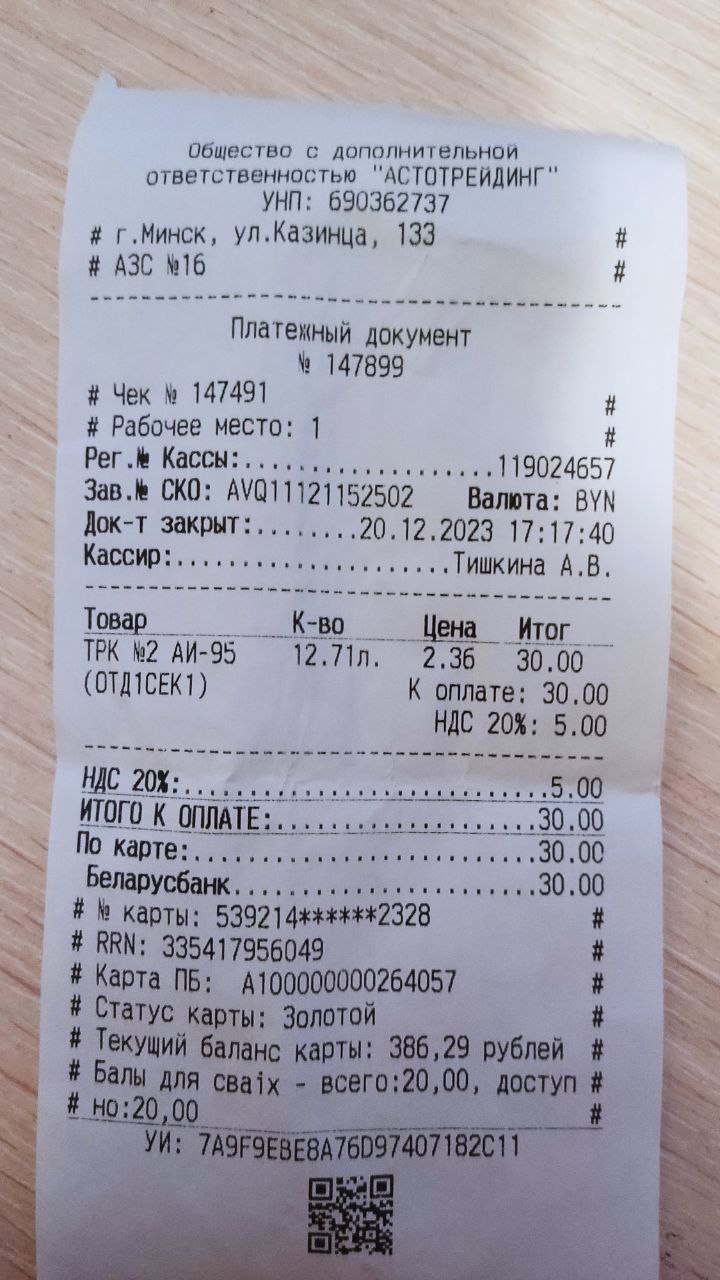 Общество с дополнительной
ответственностью "АСТОТРЕЙДИНГ"
УНП: 690362737
# г.Минск, ул.Казинца, 133 #
# АЗС №16 #
Платежный документ
№ 147899
# Чек № 147491 #
# Рабочее место: 1 #
Рег.№ Кассы:....................119024657
Зав.№ СКО: AVQ11121152502 Валюта: BYN
Док-т закрыт:........20.12.2023 17:17:40
Кассир:.....................Тишкина А.В.
Товар К-во Цена Итог
ТРК №2 АИ-95 12.71л. 2.36 30.00
(ОТД1СЕК1) К оплате: 30.00
НДС 20%: 5.00
НДС 20%:..............................5.00
ИТОГО К ОПЛАТЕ:.....................30.00
По карте:............................30.00
Беларусбанк.........................30.00
# № карты: 539214******2328 #
# RRN: 335417956049 #
# Карта ПБ: A100000000264057 #
# Статус карты: Золотой #
# Текущий баланс карты: 386,29 рублей #
# Балы для сваiх - всего:20,00, доступ #
# но:20,00 #
УИ: 7A9F9EBE8A76D97407182C11